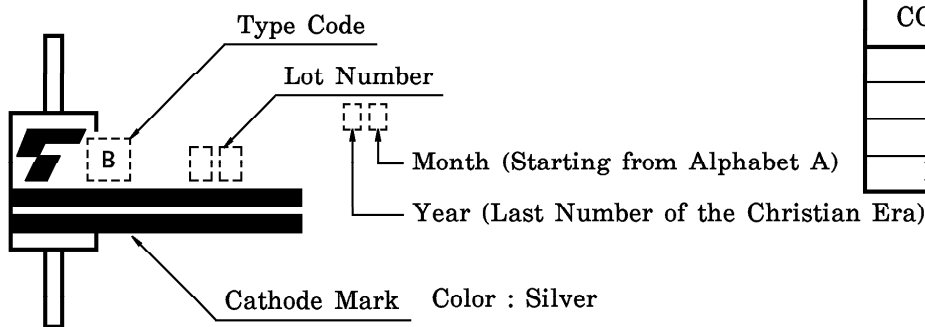 Type Code
CO
Lot Number
B
Month (Starting from Alphabet A)
Year (Last Number of the Christian Era)
Cathode Mark Color : Silver